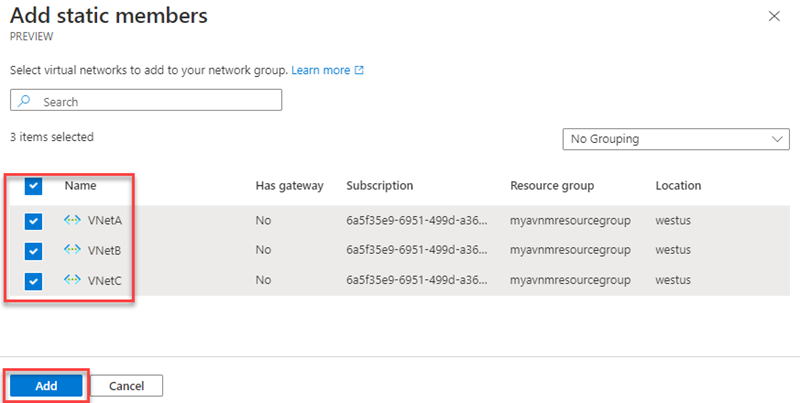 Add static members
PREVIEW
Select virtual networks to add to your network group. Learn more
Search
3 items selected
No Grouping
Name Has gateway Subscription Resource group Location
VNetA No 6a5f35e9-6951-499d-a36... myavnmresourcegroup westus
VNetB No 6a5f35e9-6951-499d-a36... myavnmresourcegroup westus
VNetC No 6a5f35e9-6951-499d-a36... myavnmresourcegroup westus
Add Cancel